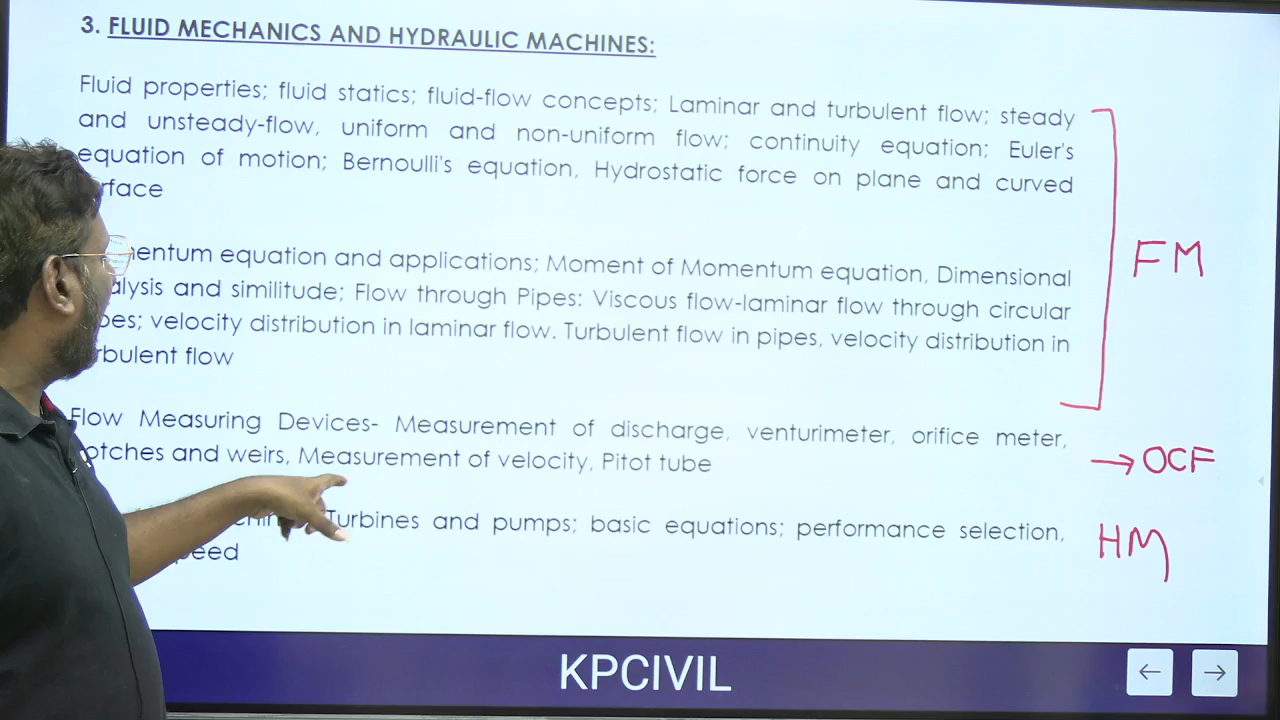 3. FLUID MECHANICS AND HYDRAULIC MACHINES:
Fluid properties; fluid statics; fluid-flow concepts; Laminar and turbulent flow; steady
and unsteady-flow, uniform and non-uniform flow; continuity equation; Euler's
equation of motion; Bernoulli's equation, Hydrostatic force on plane and curved
rface
entum equation and applications; Moment of Momentum equation, Dimensional
alysis and similitude; Flow through Pipes: Viscous flow-laminar flow through circular
pes; velocity distribution in laminar flow. Turbulent flow in pipes, velocity distribution in
rbulent flow
FM
Flow Measuring Devices- Measurement of discharge, venturimeter, orifice meter,
otches and weirs, Measurement of velocity, Pitot tube
→ OCF
Turbines and pumps; basic equations; performance selection,
peed
HM
KPCIVIL
← →